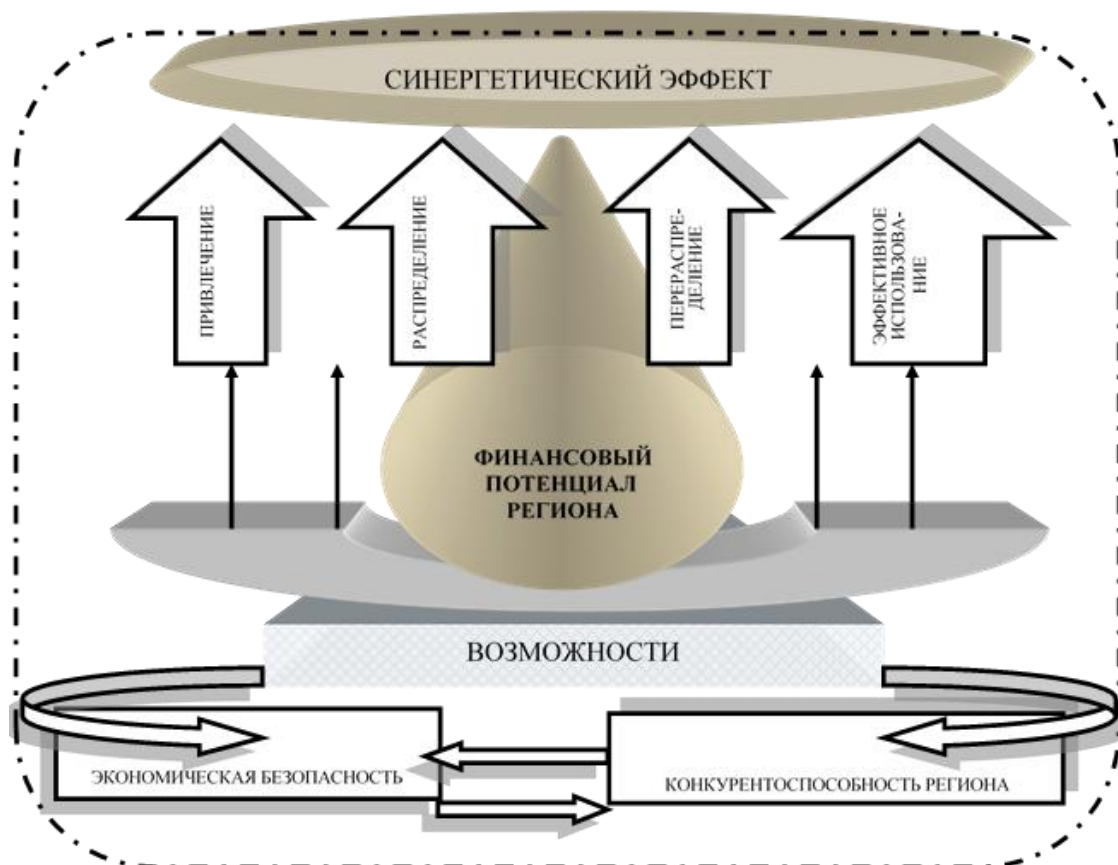 СИНЕРГЕТИЧЕСКИЙ ЭФФЕКТ
ПРИВЛЕЧЕНИЕ
РАСПРЕДЕЛЕНИЕ
ПЕРЕРАСПРЕ-
ДЕЛЕНИЕ
ЭФФЕКТИВНОЕ
ИСПОЛЬЗОВА-
НИЕ
ФИНАНСОВЫЙ
ПОТЕНЦИАЛ
РЕГИОНА
ВОЗМОЖНОСТИ
ЭКОНОМИЧЕСКАЯ БЕЗОПАСНОСТЬ
КОНКУРЕНТОСПОСОБНОСТЬ РЕГИОНА